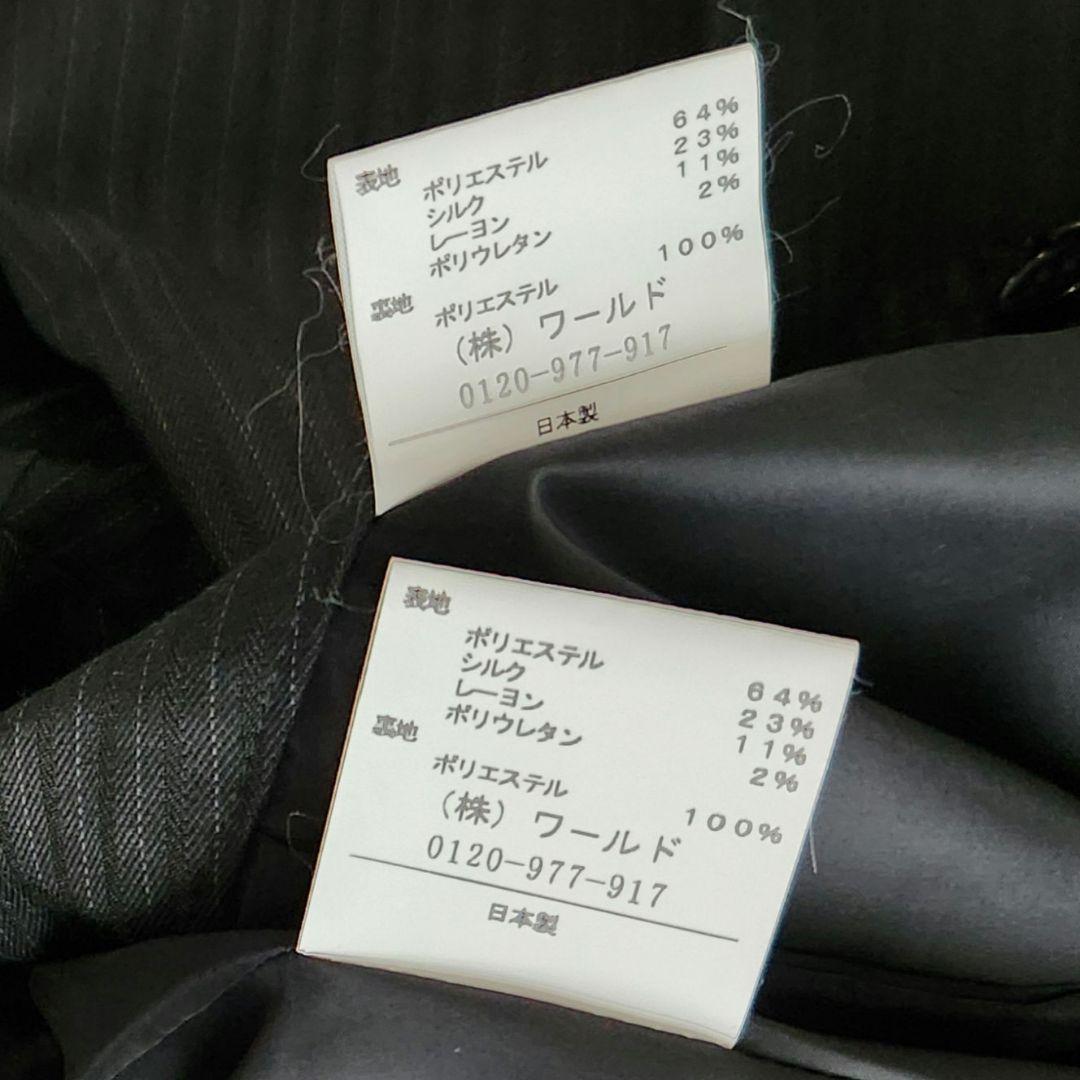 表地
ポリエステル 64%
シルク 23%
レーヨン 11%
ポリウレタン 2%
裏地
ポリエステル 100%
（株）ワールド
0120-977-917
日本製
表地
ポリエステル 64%
シルク 23%
レーヨン 11%
ポリウレタン 2%
裏地
ポリエステル 100%
（株）ワールド
0120-977-917
日本製